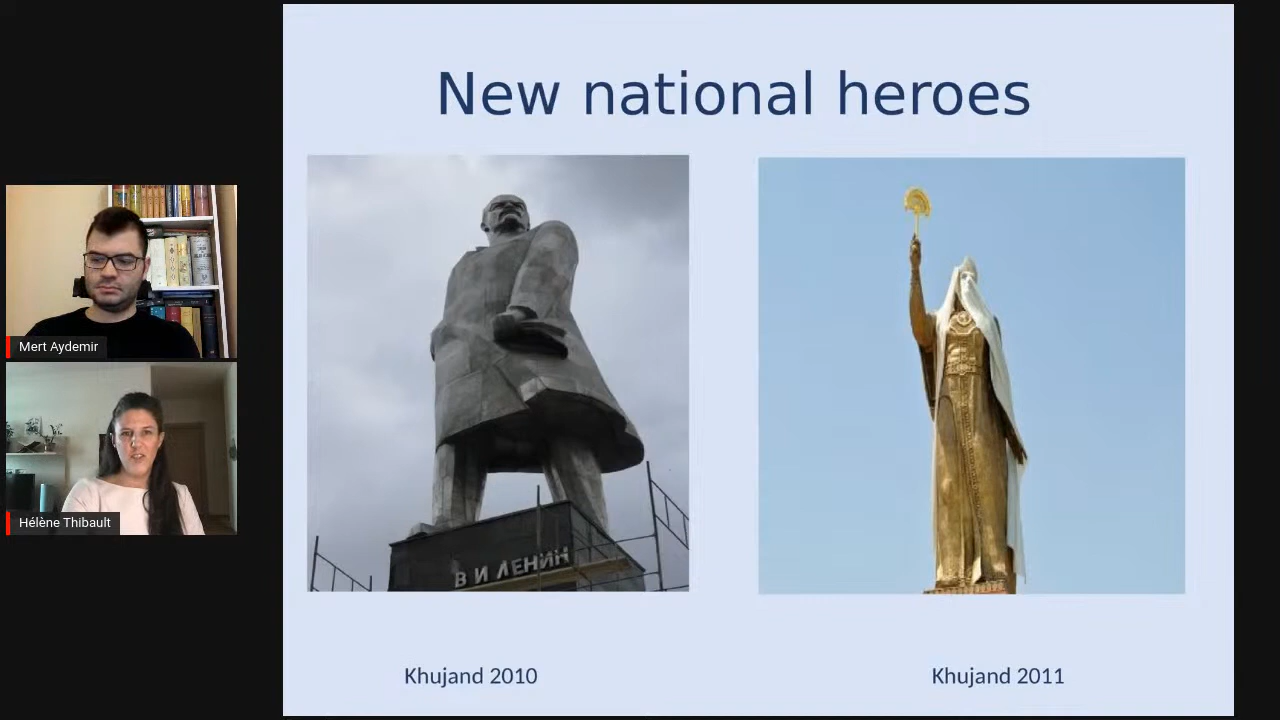 New national heroes
Mert Aydemir
Hélène Thibault
В И ЛЕНИН
Khujand 2010
Khujand 2011